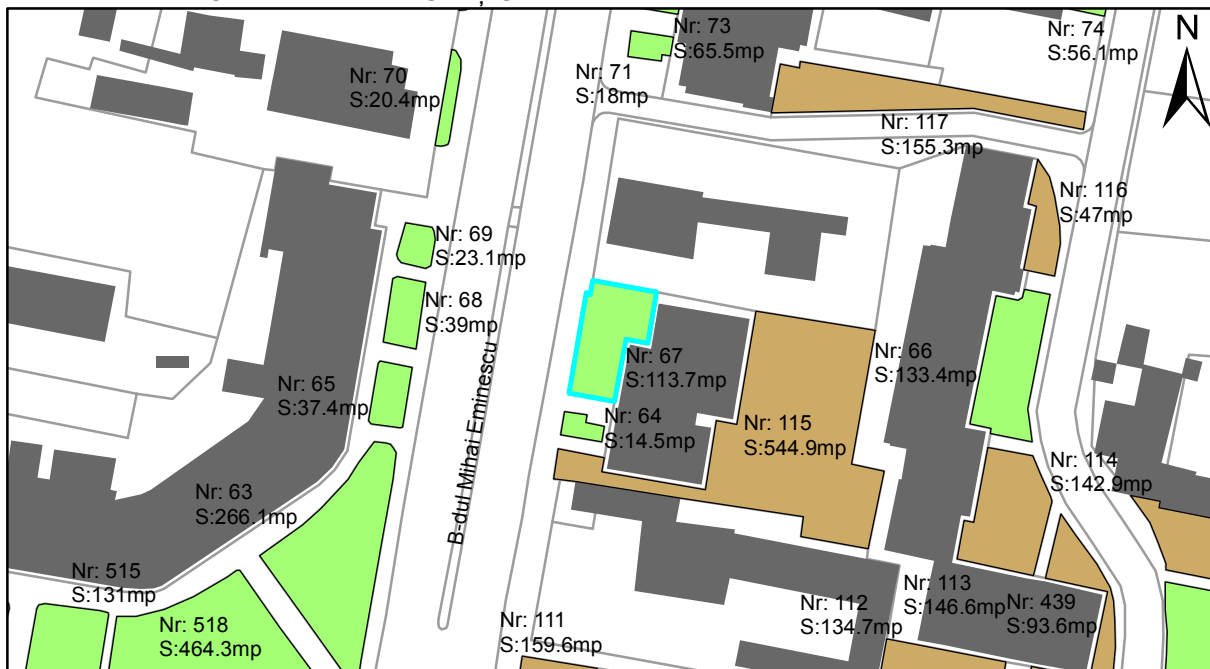 Nr: 73
S:65.5mp
Nr: 74
S:56.1mp
N
Nr: 70
S:20.4mp
Nr: 71
S:18mp
Nr: 117
S:155.3mp
Nr: 116
S:47mp
Nr: 69
S:23.1mp
Nr: 68
S:39mp
Nr: 67
S:113.7mp
Nr: 66
S:133.4mp
Nr: 65
S:37.4mp
Nr: 64
S:14.5mp
Nr: 115
S:544.9mp
B-dul Mihai Eminescu
Nr: 114
S:142.9mp
Nr: 63
S:266.1mp
Nr: 515
S:131mp
Nr: 518
S:464.3mp
Nr: 111
S:159.6mp
Nr: 112
S:134.7mp
Nr: 113
S:146.6mp
Nr: 439
S:93.6mp